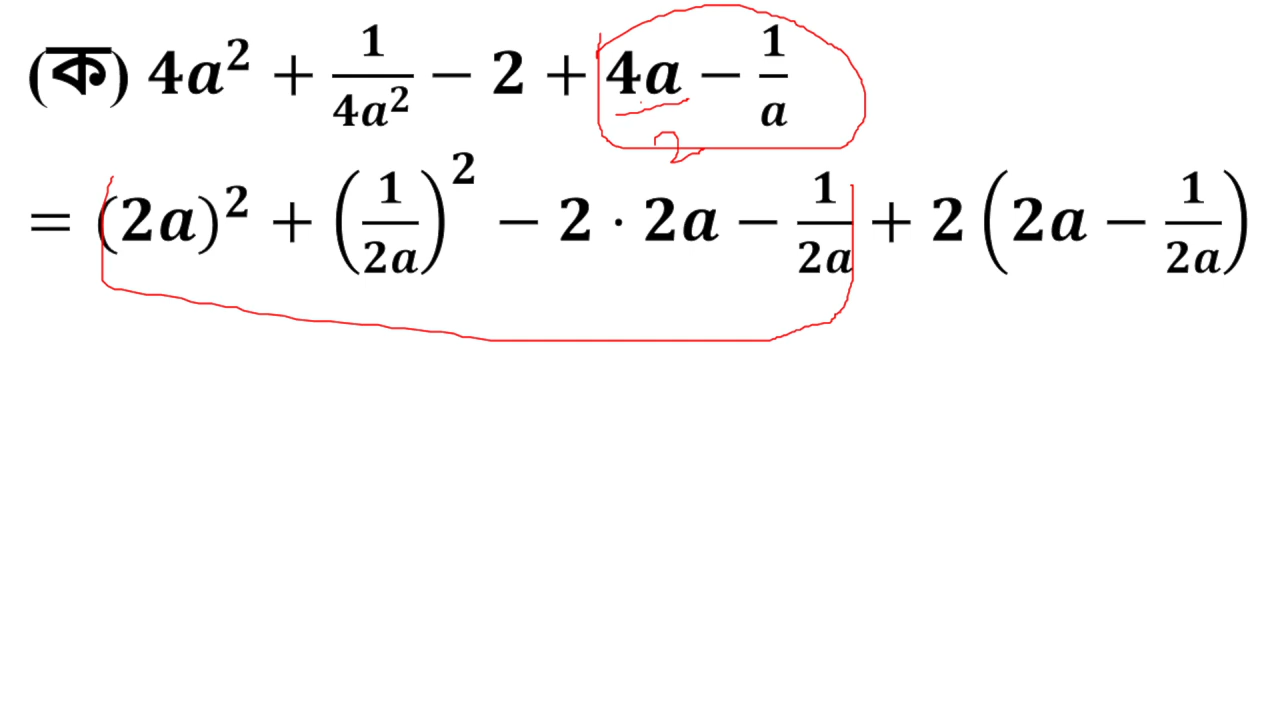 (ক) 4a² + 1/4a² − 2 + 4a − 1/a
2
= (2a)² + (1/2a)² − 2 · 2a − 1/2a + 2(2a − 1/2a)